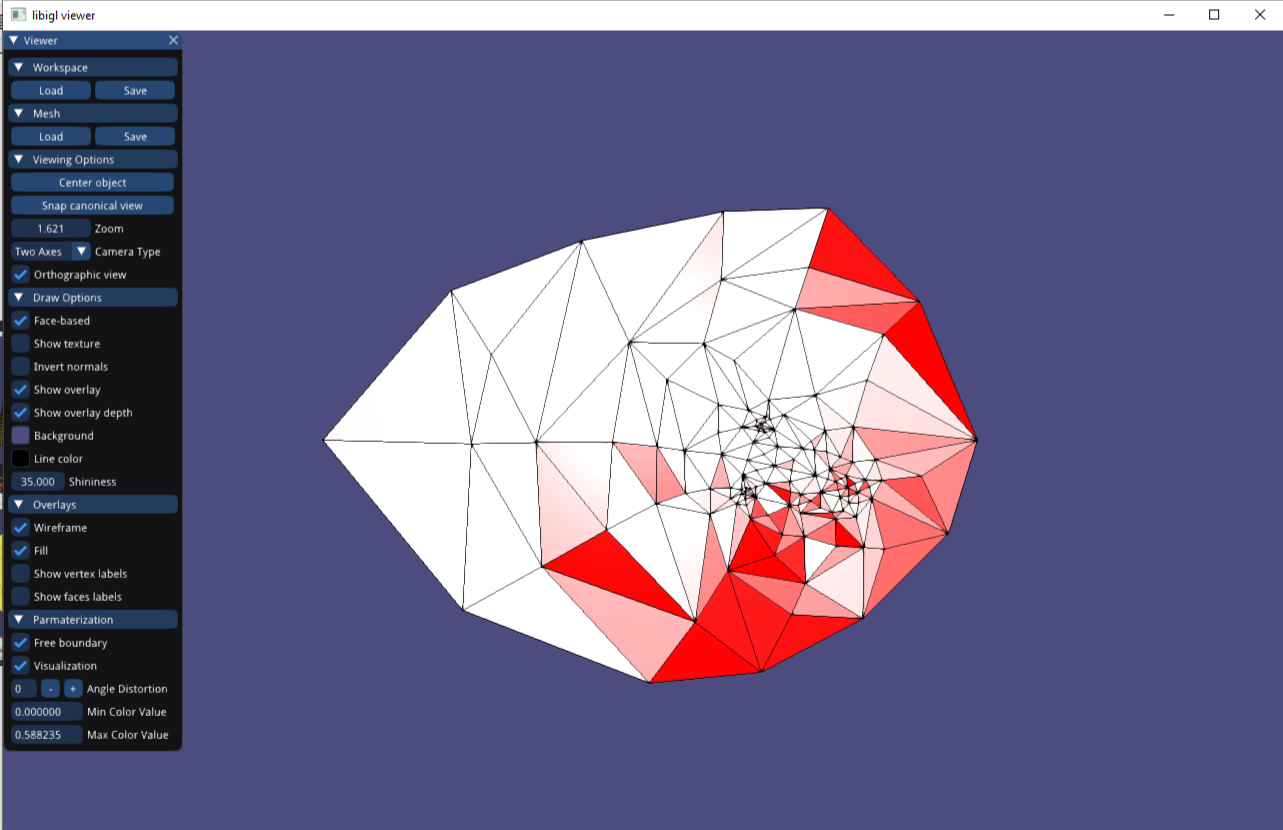 libigl viewer
Viewer
Workspace
Load Save
Mesh
Load Save
Viewing Options
Center object
Snap canonical view
1.621 Zoom
Two Axes Camera Type
Orthographic view
Draw Options
Face-based
Show texture
Invert normals
Show overlay
Show overlay depth
Background
Line color
35.000 Shininess
Overlays
Wireframe
Fill
Show vertex labels
Show faces labels
Parmaterization
Free boundary
Visualization
0 - + Angle Distortion
0.000000 Min Color Value
0.588235 Max Color Value